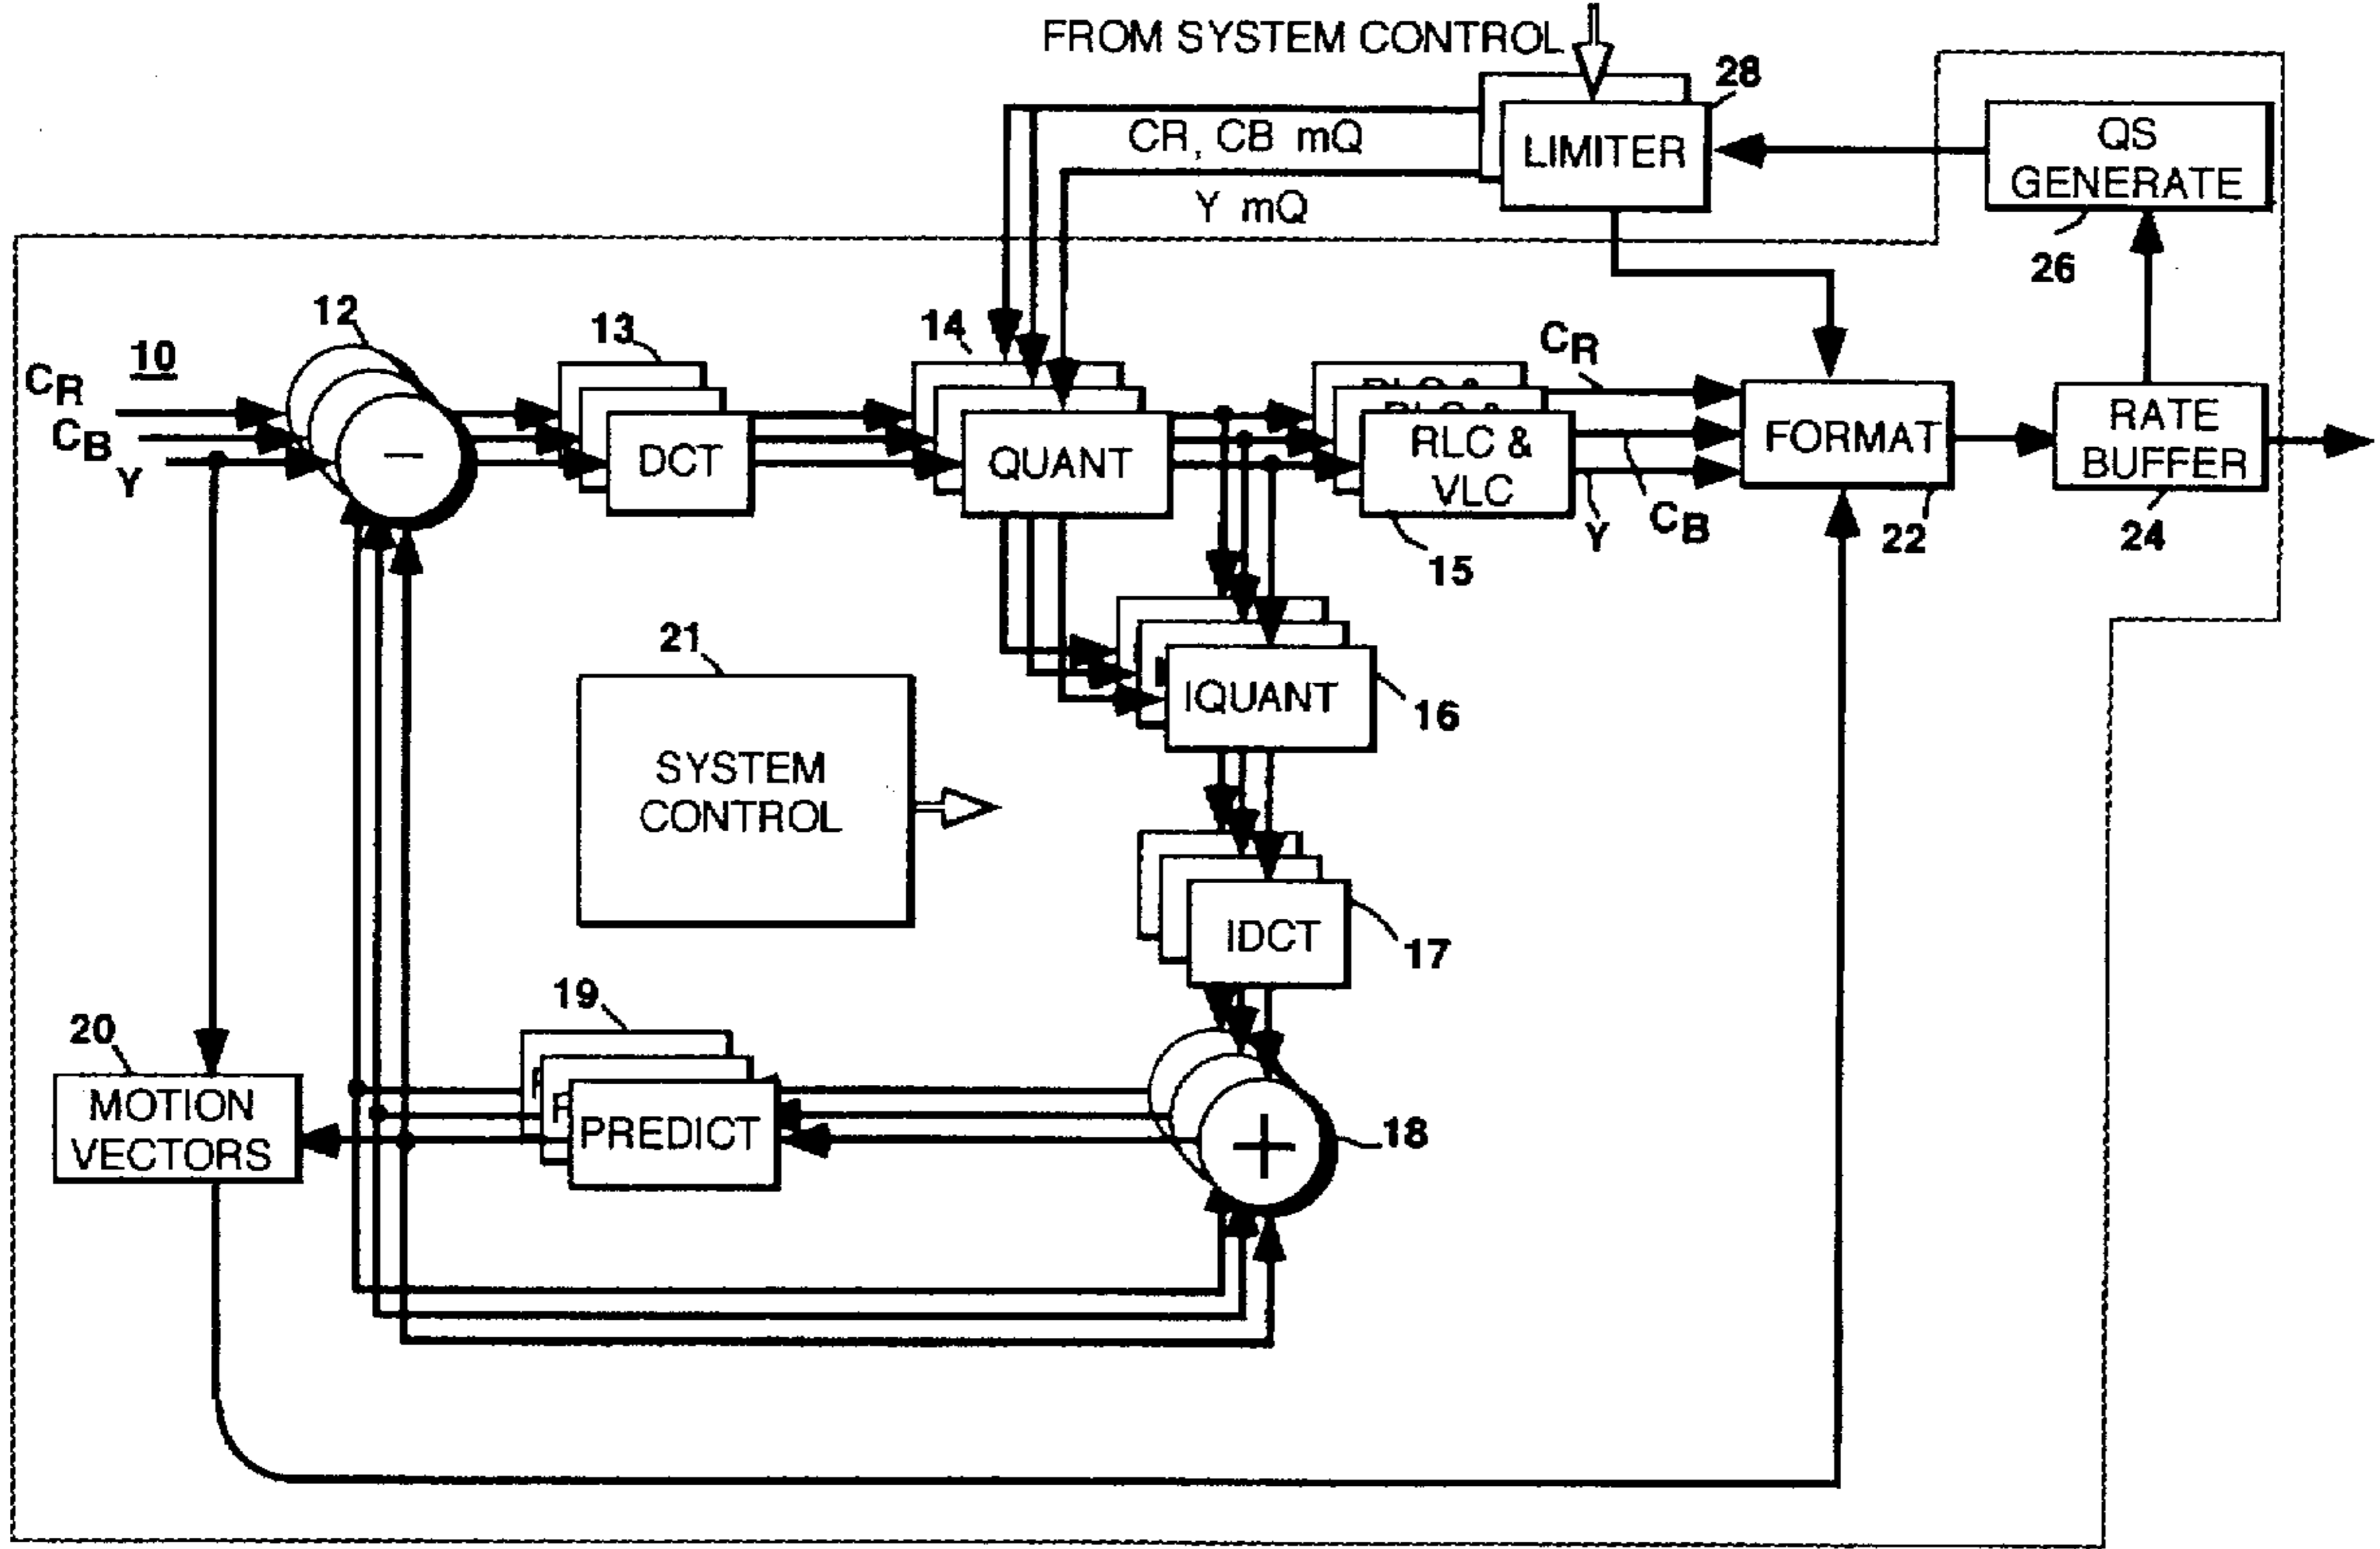 FROM SYSTEM CONTROL
28
CR, CB mQ
LIMITER
QS
GENERATE
Y mQ
26
12
13
14
10
CR
CB
Y
DCT
QUANT
RLC &
RLC &
RLC &
VLC
15
CR
CB
Y
FORMAT
22
RATE
BUFFER
24
21
SYSTEM
CONTROL
IQUANT
16
IDCT
17
19
20
MOTION
VECTORS
PREDICT
+
18